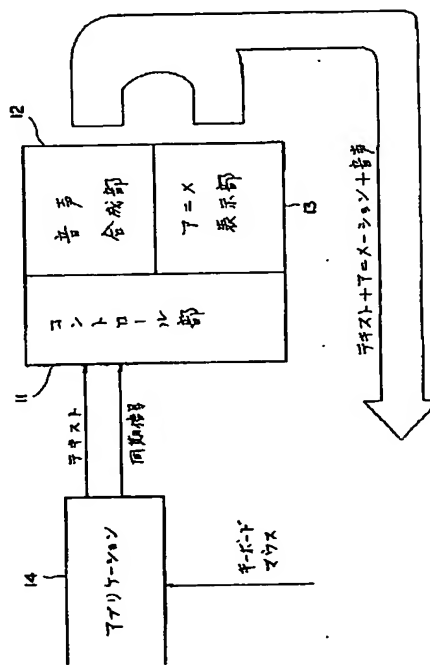 12
音声
合成部
アニメ
表示部
13
コントロール部
11
テキスト
同期信号
14
アプリケーション
キーボード
マウス
テキスト+アニメーション+音声